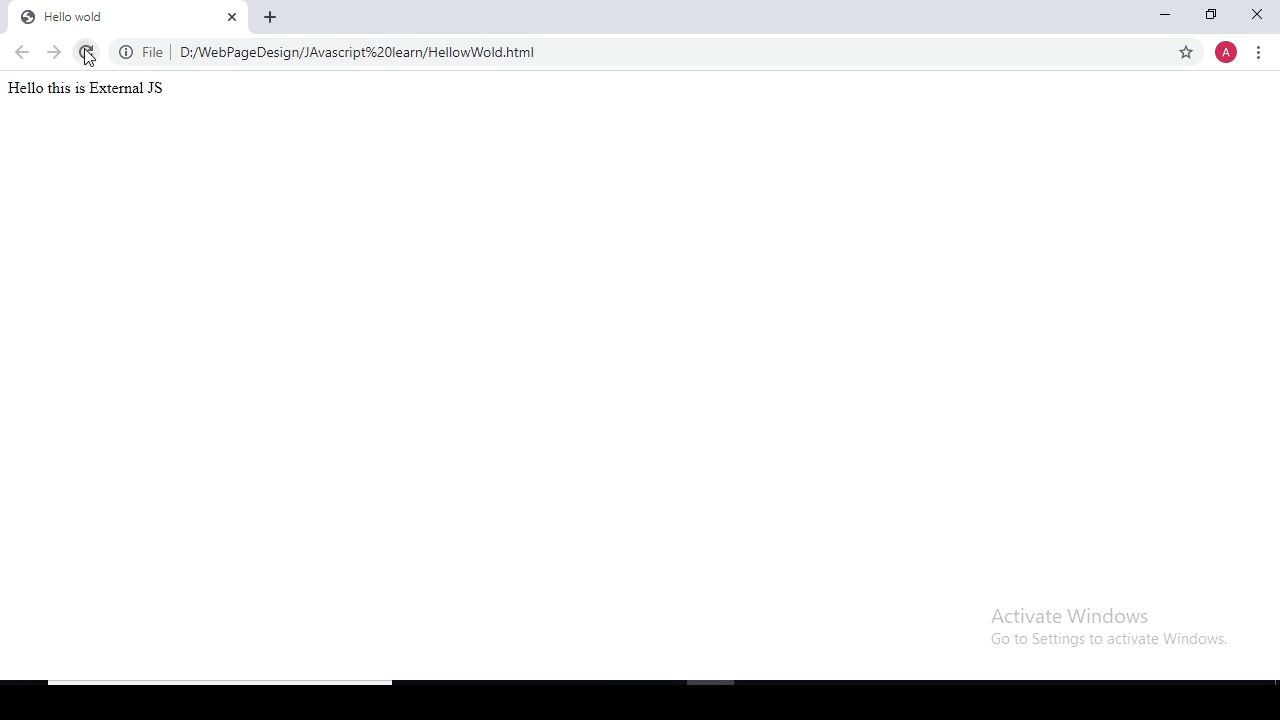 Hello wold
File
D:/WebPageDesign/JAvascript%20learn/HellowWold.html
A
Hello this is External JS
Activate Windows
Go to Settings to activate Windows.